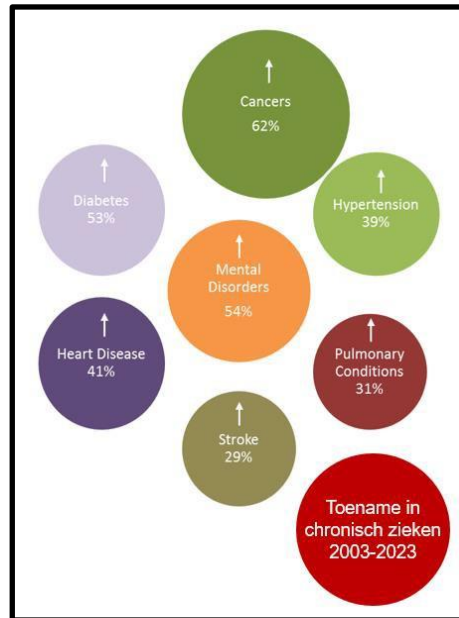 Cancers
62%
Diabetes
53%
Hypertension
39%
Mental
Disorders
54%
Heart Disease
41%
Pulmonary
Conditions
31%
Stroke
29%
Toename in
chronisch zieken
2003-2023